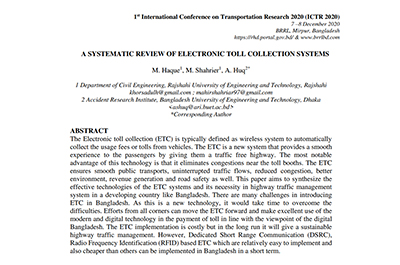 1st International Conference on Transportation Research 2020 (ICTR 2020)
7 –8 December 2020
BRRL, Mirpur, Bangladesh
https://rhd.portal.gov.bd/ & www.brrlbd.com
A SYSTEMATIC REVIEW OF ELECTRONIC TOLL COLLECTION SYSTEMS
M. Haque1, M. Shahrier1, A. Huq2*
1 Department of Civil Engineering, Rajshahi University of Engineering and Technology, Rajshahi
khorsadulh@gmail.com ; mahirshahriar97@gmail.com
2 Accident Research Institute, Bangladesh University of Engineering and Technology, Dhaka
<ashuq@ari.buet.ac.bd>
*Corresponding Author
ABSTRACT
The Electronic toll collection (ETC) is typically defined as wireless system to automatically
collect the usage fees or tolls from vehicles. The ETC is a new system that provides a smooth
experience to the passengers by giving them a traffic free highway. The most notable
advantage of this technology is that it eliminates congestions near the toll booths. The ETC
ensures smooth public transports, uninterrupted traffic flows, reduced congestion, better
environment, revenue generation and road safety as well. This paper aims to synthesize the
effective technologies of the ETC systems and its necessity in highway traffic management
system in a developing country like Bangladesh. There are many challenges in introducing
ETC in Bangladesh. As this is a new technology, it would take time to overcome the
difficulties. Efforts from all corners can move the ETC forward and make excellent use of the
modern and digital technology in the payment of toll in line with the viewpoint of the digital
Bangladesh. The ETC implementation is costly but in the long run it will give a sustainable
highway traffic management. However, Dedicated Short Range Communication (DSRC),
Radio Frequency Identification (RFID) based ETC which are relatively easy to implement and
also cheaper than others can be implemented in Bangladesh in a short term.